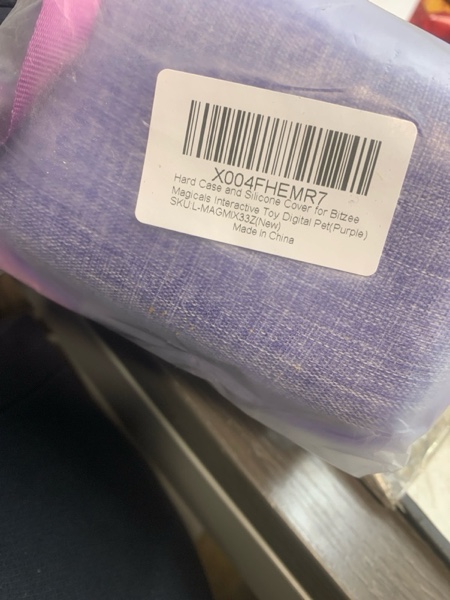 X004FHEMR7
Hard Case and Silicone Cover for Bitzee
Magicals Interactive Toy Digital Pet(Purple)
SKU:L-MAGMIX33Z(New)
Made in China